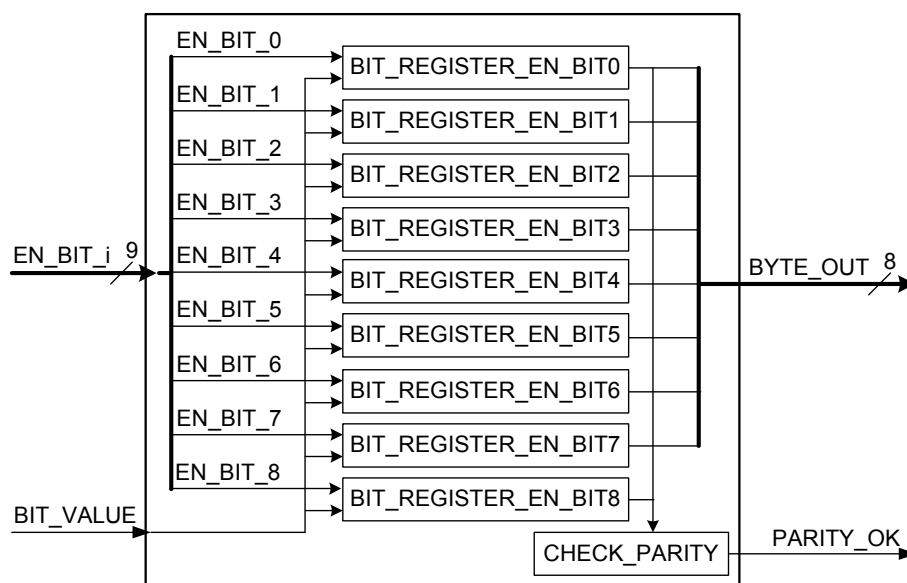 EN_BIT_0
BIT_REGISTER_EN_BIT0
EN_BIT_1
BIT_REGISTER_EN_BIT1
EN_BIT_2
BIT_REGISTER_EN_BIT2
EN_BIT_3
BIT_REGISTER_EN_BIT3
EN_BIT_i 9
EN_BIT_4
BIT_REGISTER_EN_BIT4
BYTE_OUT 8
EN_BIT_5
BIT_REGISTER_EN_BIT5
EN_BIT_6
BIT_REGISTER_EN_BIT6
EN_BIT_7
BIT_REGISTER_EN_BIT7
EN_BIT_8
BIT_REGISTER_EN_BIT8
BIT_VALUE
CHECK_PARITY
PARITY_OK